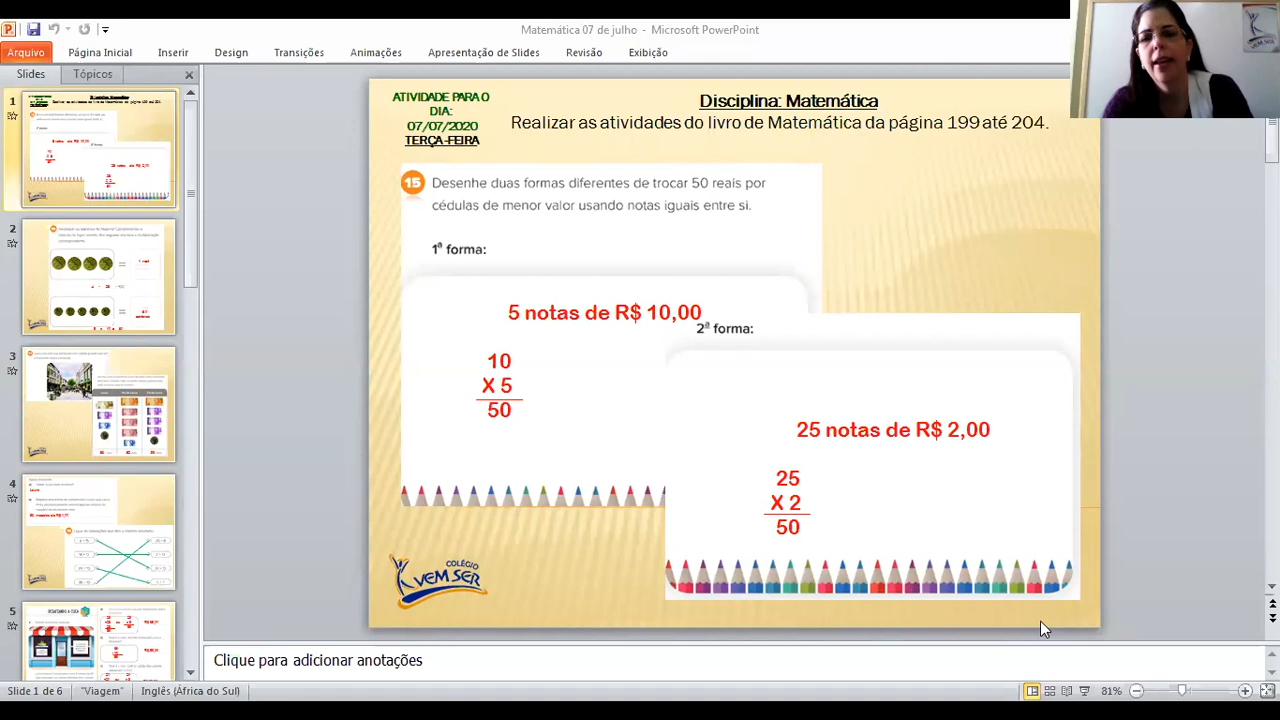 Matemática 07 de julho - Microsoft PowerPoint
Arquivo
Página Inicial
Inserir
Design
Transições
Animações
Apresentação de Slides
Revisão
Exibição
Slides
Tópicos
1
2
3
4
5
ATIVIDADE PARA O
DIA:
07/07/2020
TERÇA-FEIRA
Disciplina: Matemática
Realizar as atividades do livro de Matemática da página 199 até 204.
15
Desenhe duas formas diferentes de trocar 50 reais por
cédulas de menor valor usando notas iguais entre si.
1ª forma:
5 notas de R$ 10,00
10
X 5
50
2ª forma:
25 notas de R$ 2,00
25
X 2
50
COLÉGIO
VEM SER
Clique para adicionar anotações
Slide 1 de 6
"Viagem"
Inglês (África do Sul)
81%